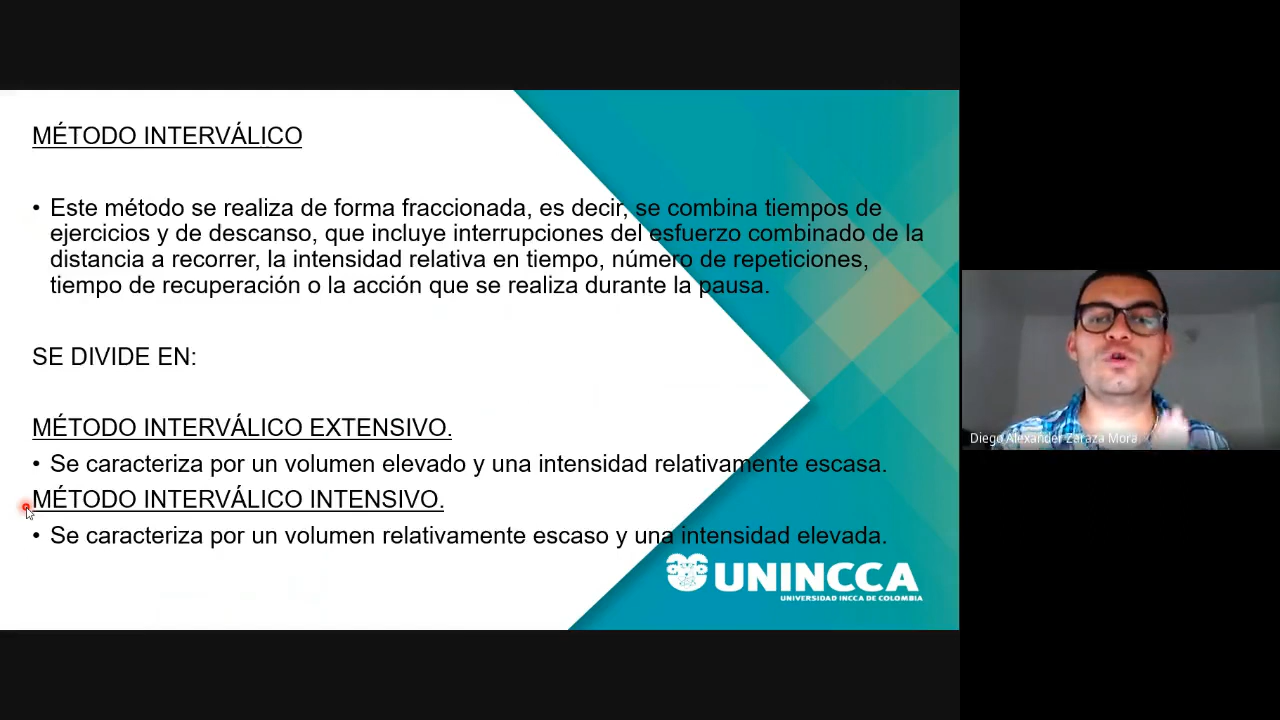 MÉTODO INTERVÁLICO
• Este método se realiza de forma fraccionada, es decir, se combina tiempos de
ejercicios y de descanso, que incluye interrupciones del esfuerzo combinado de la
distancia a recorrer, la intensidad relativa en tiempo, número de repeticiones,
tiempo de recuperación o la acción que se realiza durante la pausa.
SE DIVIDE EN:
MÉTODO INTERVÁLICO EXTENSIVO.
• Se caracteriza por un volumen elevado y una intensidad relativamente escasa.
MÉTODO INTERVÁLICO INTENSIVO.
• Se caracteriza por un volumen relativamente escaso y una intensidad elevada.
UNINCCA
UNIVERSIDAD INCCA DE COLOMBIA
Diego Alexander Zaraza Mora